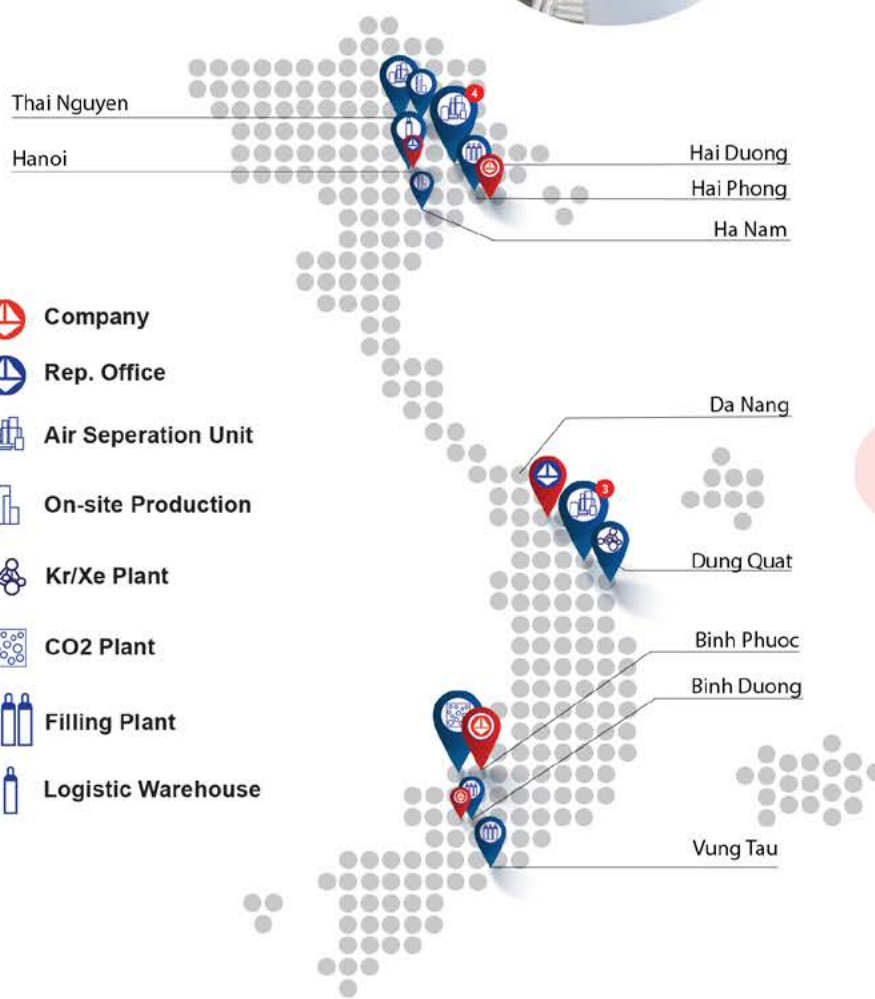 Thai Nguyen
Hanoi
4
Hai Duong
Hai Phong
Ha Nam
Company
Rep. Office
Air Seperation Unit
On-site Production
Kr/Xe Plant
CO2 Plant
Filling Plant
Logistic Warehouse
Da Nang
3
Dung Quat
Binh Phuoc
Binh Duong
Vung Tau